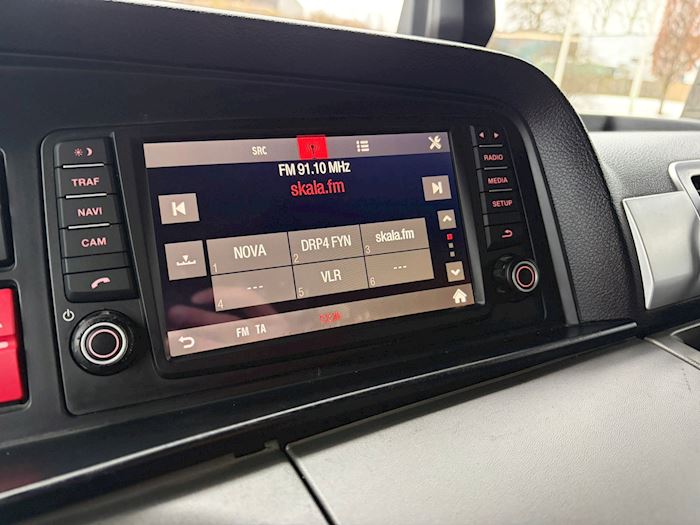 SRC
FM 91.10 MHz
skala.fm
1 NOVA
2 DRP4 FYN
3 skala.fm
4 ---
5 VLR
6 ---
FM TA
TRAF
NAVI
CAM
RADIO
MEDIA
SETUP